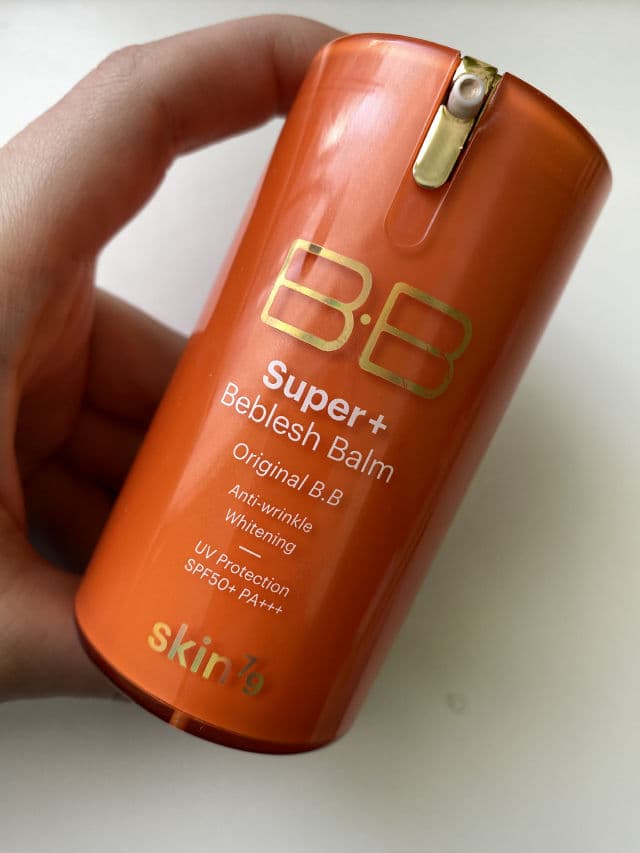 B·B
Super+
Beblesh Balm
Original B.B
Anti-wrinkle
Whitening
UV Protection
SPF50+ PA+++
skin79